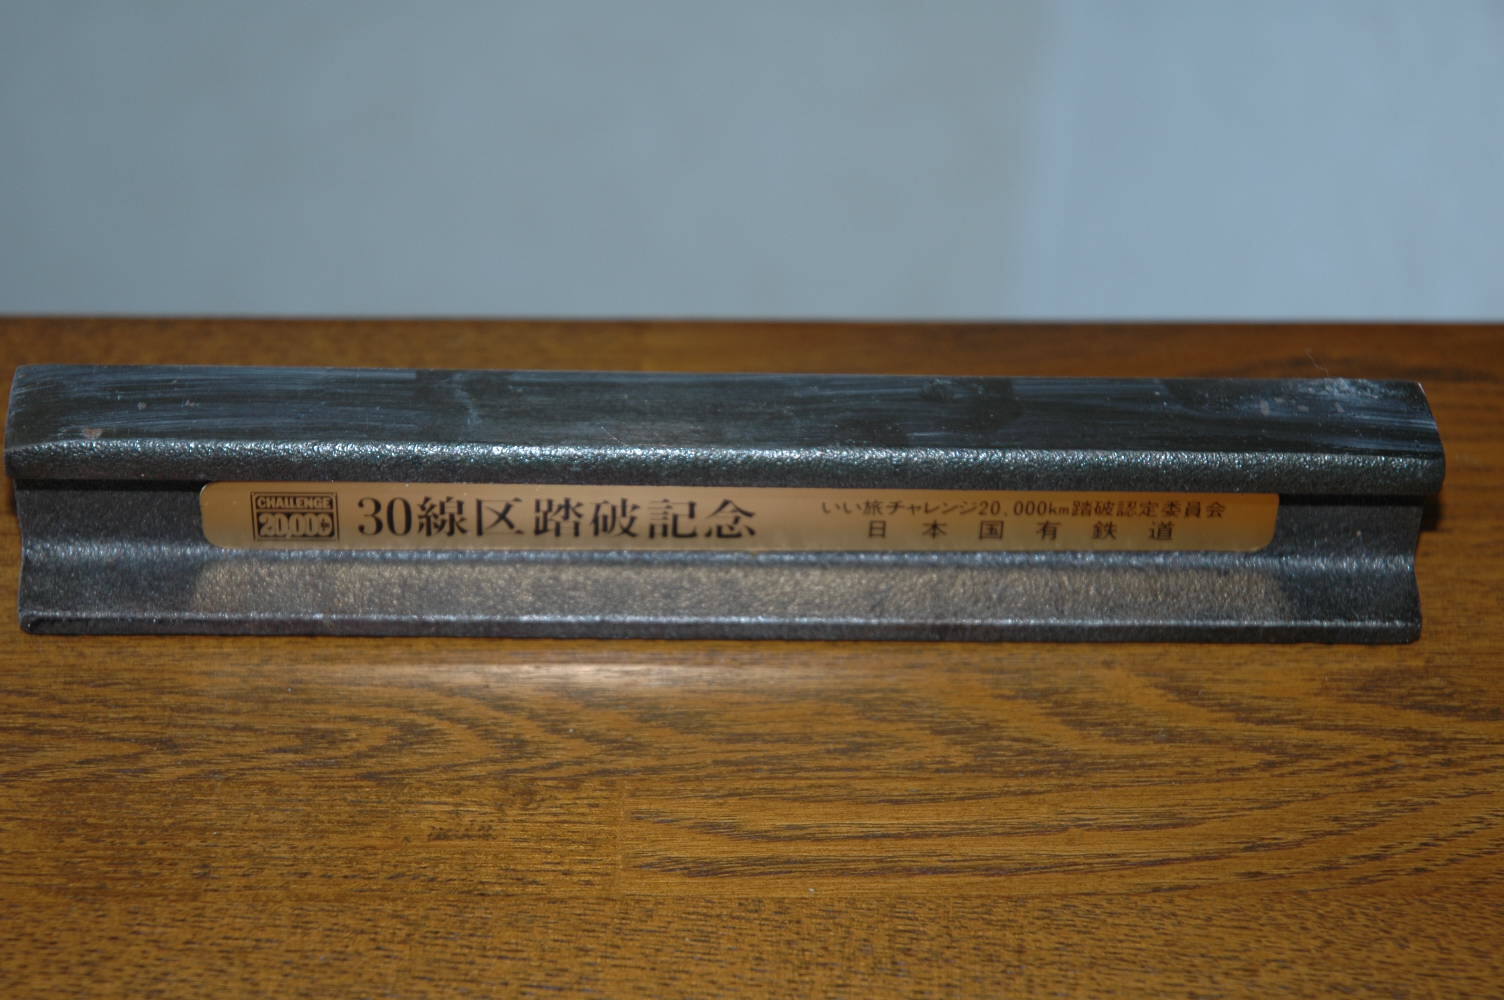 CHALLENGE
20,000
30線区踏破記念
いい旅チャレンジ20,000km踏破認定委員会
日本国有鉄道